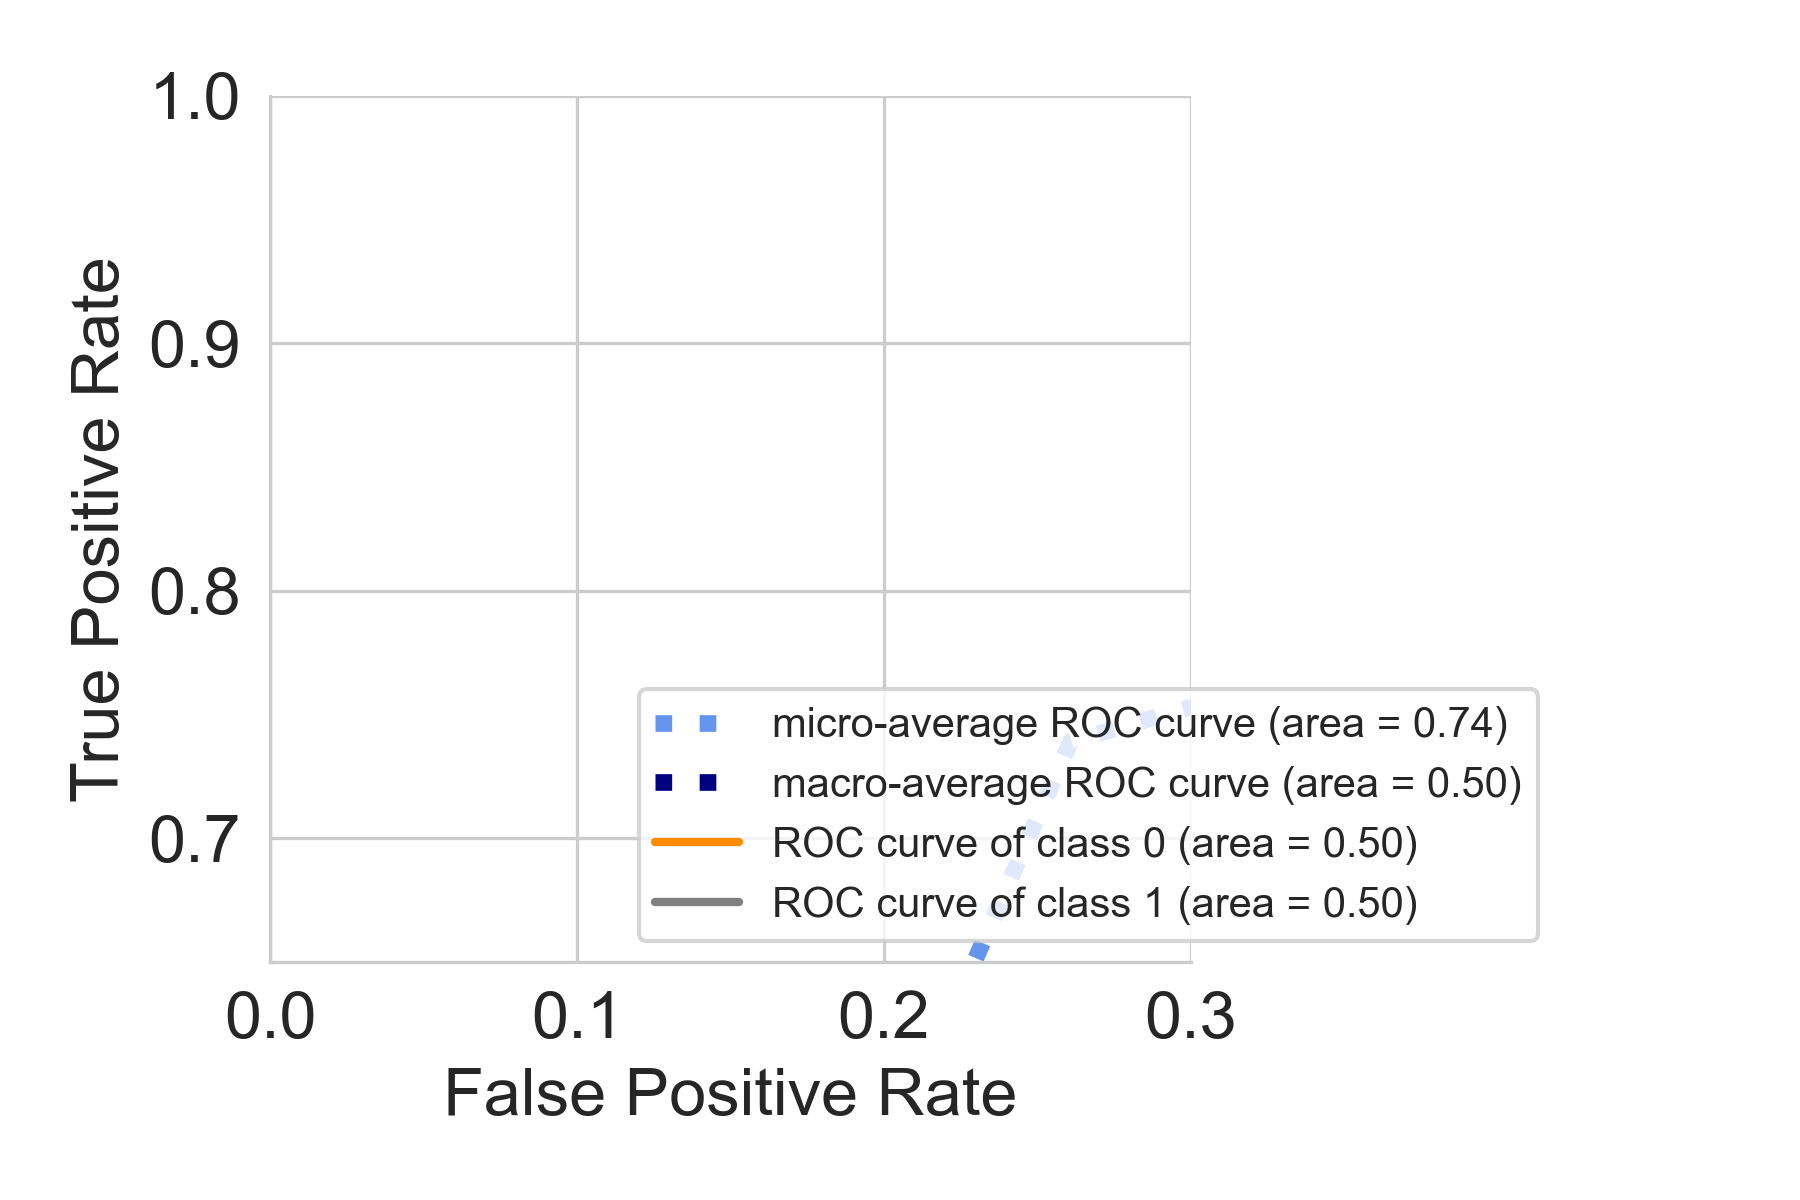 1.0
0.9
0.8
0.7
True Positive Rate
micro-average ROC curve (area = 0.74)
macro-average ROC curve (area = 0.50)
ROC curve of class 0 (area = 0.50)
ROC curve of class 1 (area = 0.50)
0.0 0.1 0.2 0.3
False Positive Rate